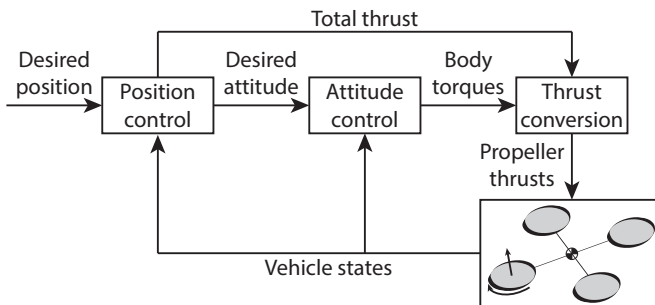 Total thrust
Desired
position
Position
control
Desired
attitude
Attitude
control
Body
torques
Thrust
conversion
Propeller
thrusts
Vehicle states